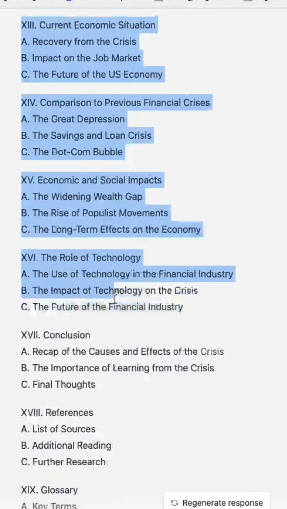 XIII. Current Economic Situation
A. Recovery from the Crisis
B. Impact on the Job Market
C. The Future of the US Economy
XIV. Comparison to Previous Financial Crises
A. The Great Depression
B. The Savings and Loan Crisis
C. The Dot-Com Bubble
XV. Economic and Social Impacts
A. The Widening Wealth Gap
B. The Rise of Populist Movements
C. The Long-Term Effects on the Economy
XVI. The Role of Technology
A. The Use of Technology in the Financial Industry
B. The Impact of Technology on the Crisis
C. The Future of the Financial Industry
XVII. Conclusion
A. Recap of the Causes and Effects of the Crisis
B. The Importance of Learning from the Crisis
C. Final Thoughts
XVIII. References
A. List of Sources
B. Additional Reading
C. Further Research
XIX. Glossary
A. Key Terms
Regenerate response